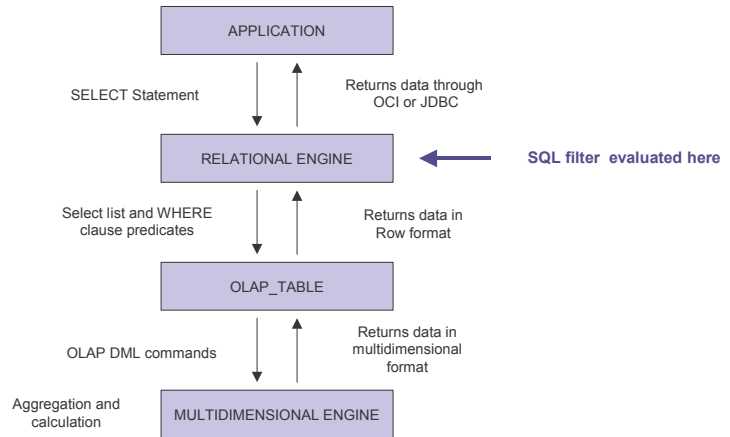 APPLICATION
SELECT Statement
Returns data through
OCI or JDBC
RELATIONAL ENGINE
SQL filter evaluated here
Select list and WHERE
clause predicates
Returns data in
Row format
OLAP_TABLE
OLAP DML commands
Returns data in
multidimensional
format
Aggregation and
calculation
MULTIDIMENSIONAL ENGINE